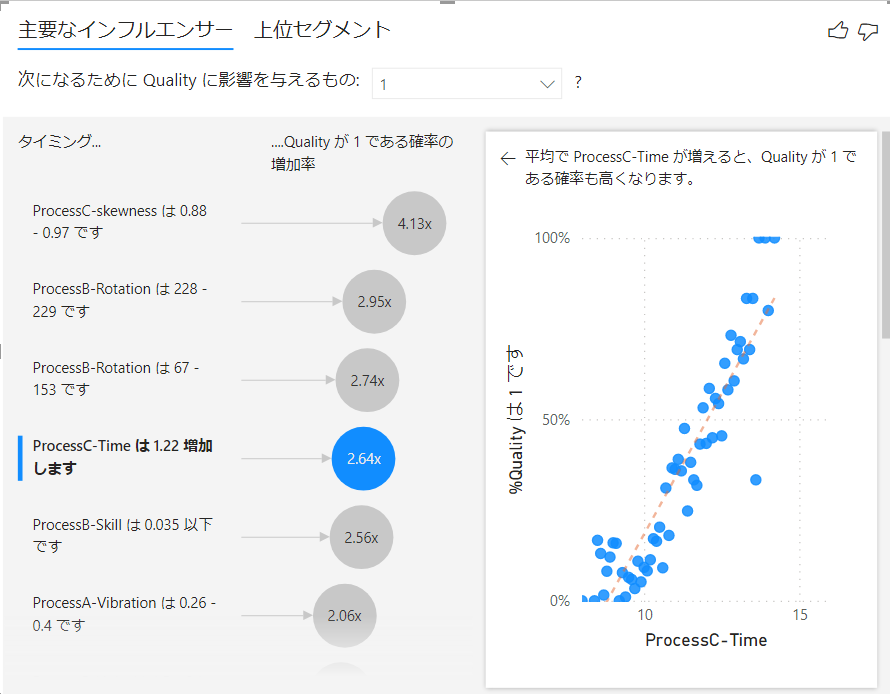 主要なインフルエンサー 上位セグメント
次になるために Quality に影響を与えるもの: 1 ?
タイミング...
....Quality が 1 である確率の
増加率
ProcessC-skewness は 0.88
- 0.97 です
4.13x
ProcessB-Rotation は 228 -
229 です
2.95x
ProcessB-Rotation は 67 -
153 です
2.74x
ProcessC-Time は 1.22 増加
します
2.64x
ProcessB-Skill は 0.035 以下
です
2.56x
ProcessA-Vibration は 0.26 -
0.4 です
2.06x
← 平均で ProcessC-Time が増えると、Quality が 1 で
ある確率も高くなります。
100%
50%
0%
%Quality は 1 です
10 15
ProcessC-Time